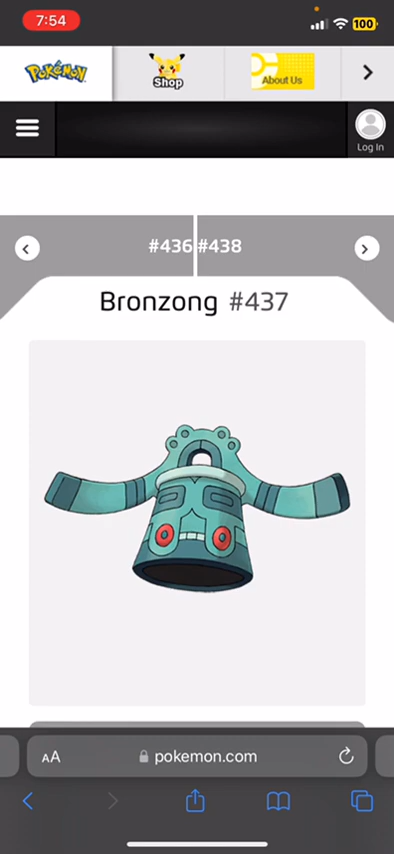 7:54
100
POKÉMON
Shop
About Us
Log In
#436 #438
Bronzong #437
AA pokemon.com